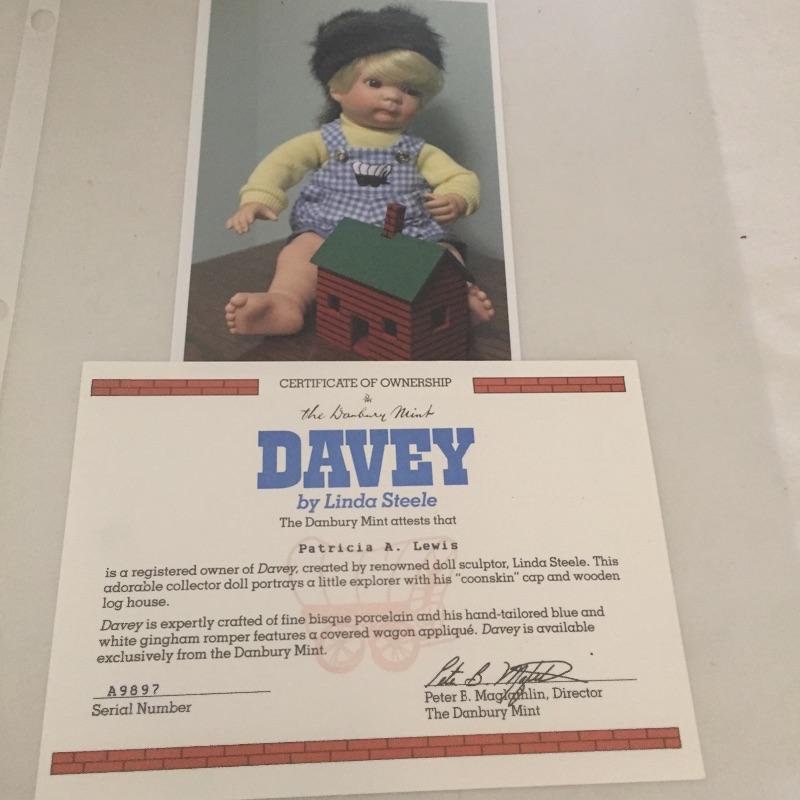 CERTIFICATE OF OWNERSHIP
the Danbury Mint
DAVEY
by Linda Steele
The Danbury Mint attests that
Patricia A. Lewis
is a registered owner of Davey, created by renowned doll sculptor, Linda Steele. This
adorable collector doll portrays a little explorer with his "coonskin" cap and wooden
log house.
Davey is expertly crafted of fine bisque porcelain and his hand-tailored blue and
white gingham romper features a covered wagon appliqué. Davey is available
exclusively from the Danbury Mint.
A9897
Serial Number
Peter B. Maglathlin, Director
The Danbury Mint